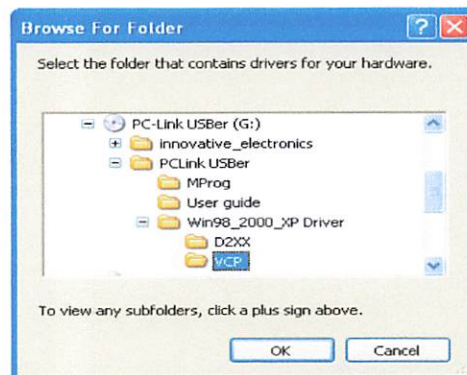 Browse For Folder
Select the folder that contains drivers for your hardware.
PC-Link USBer (G:)
innovative_electronics
PCLink USBer
MProg
User guide
Win98_2000_XP Driver
D2XX
VCP
To view any subfolders, click a plus sign above.
OK
Cancel